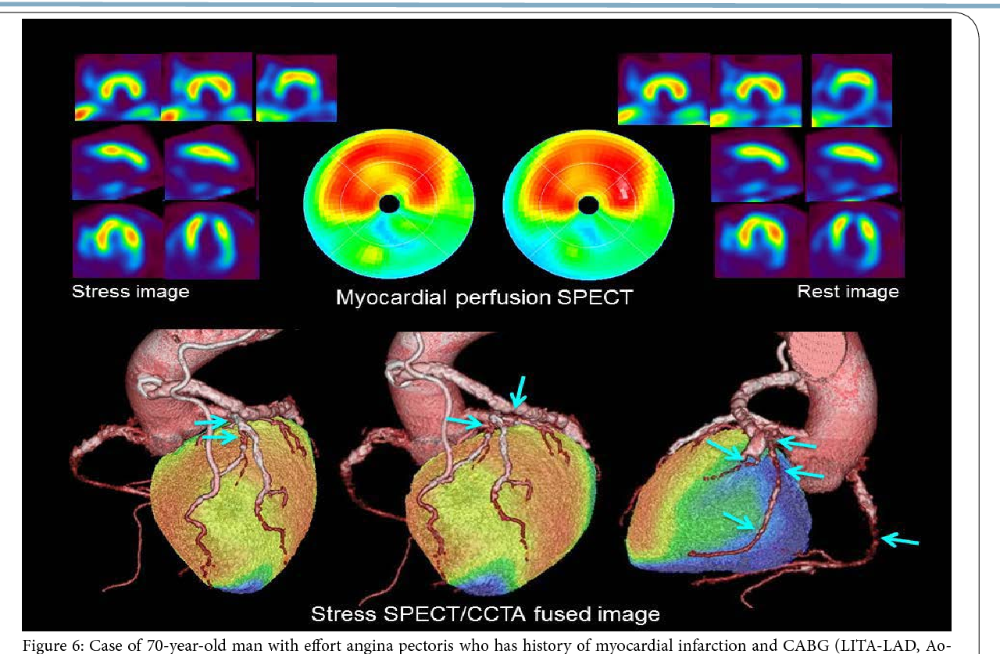 Stress image
Myocardial perfusion SPECT
Rest image
Stress SPECT/CCTA fused image
Figure 6: Case of 70-year-old man with effort angina pectoris who has history of myocardial infarction and CABG (LITA-LAD, Ao-